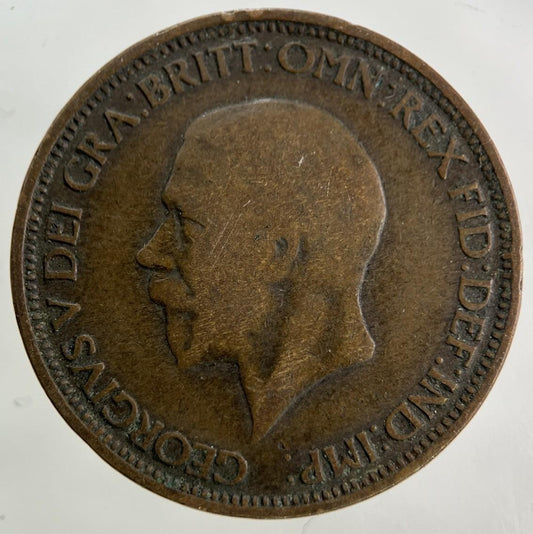 GEORGIVS V DEI GRA:BRITT:OMN:REX FID:DEF:IND:IMP: